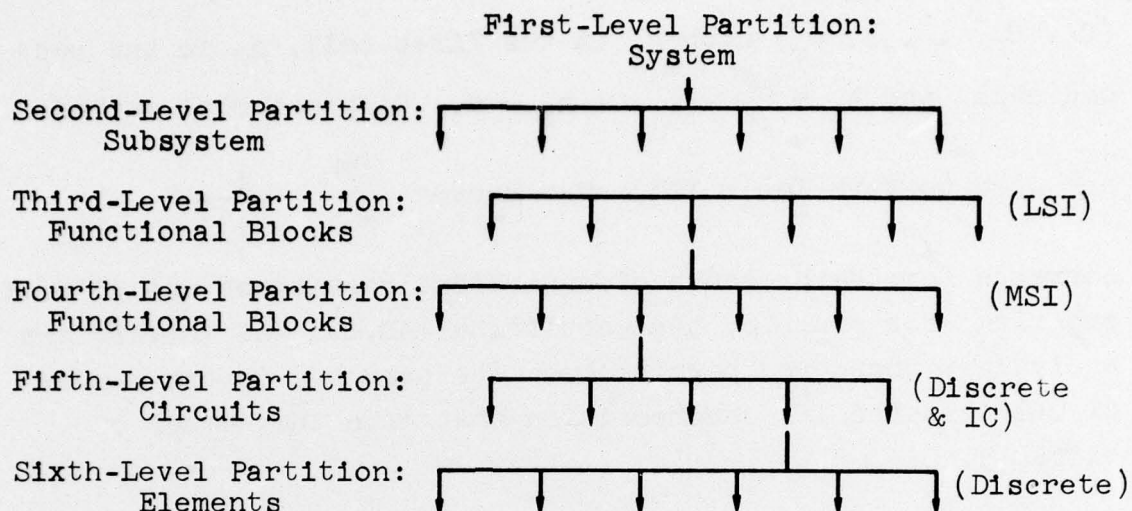 First-Level Partition:
System
Second-Level Partition:
Subsystem
Third-Level Partition:
Functional Blocks
(LSI)
Fourth-Level Partition:
Functional Blocks
(MSI)
Fifth-Level Partition:
Circuits
(Discrete
& IC)
Sixth-Level Partition:
Elements
(Discrete)